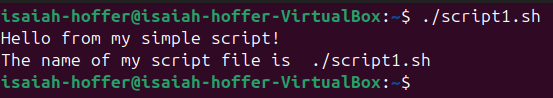 isaiah-hoffer@isaiah-hoffer-VirtualBox:~$ ./script1.sh
Hello from my simple script!
The name of my script file is  ./script1.sh
isaiah-hoffer@isaiah-hoffer-VirtualBox:~$